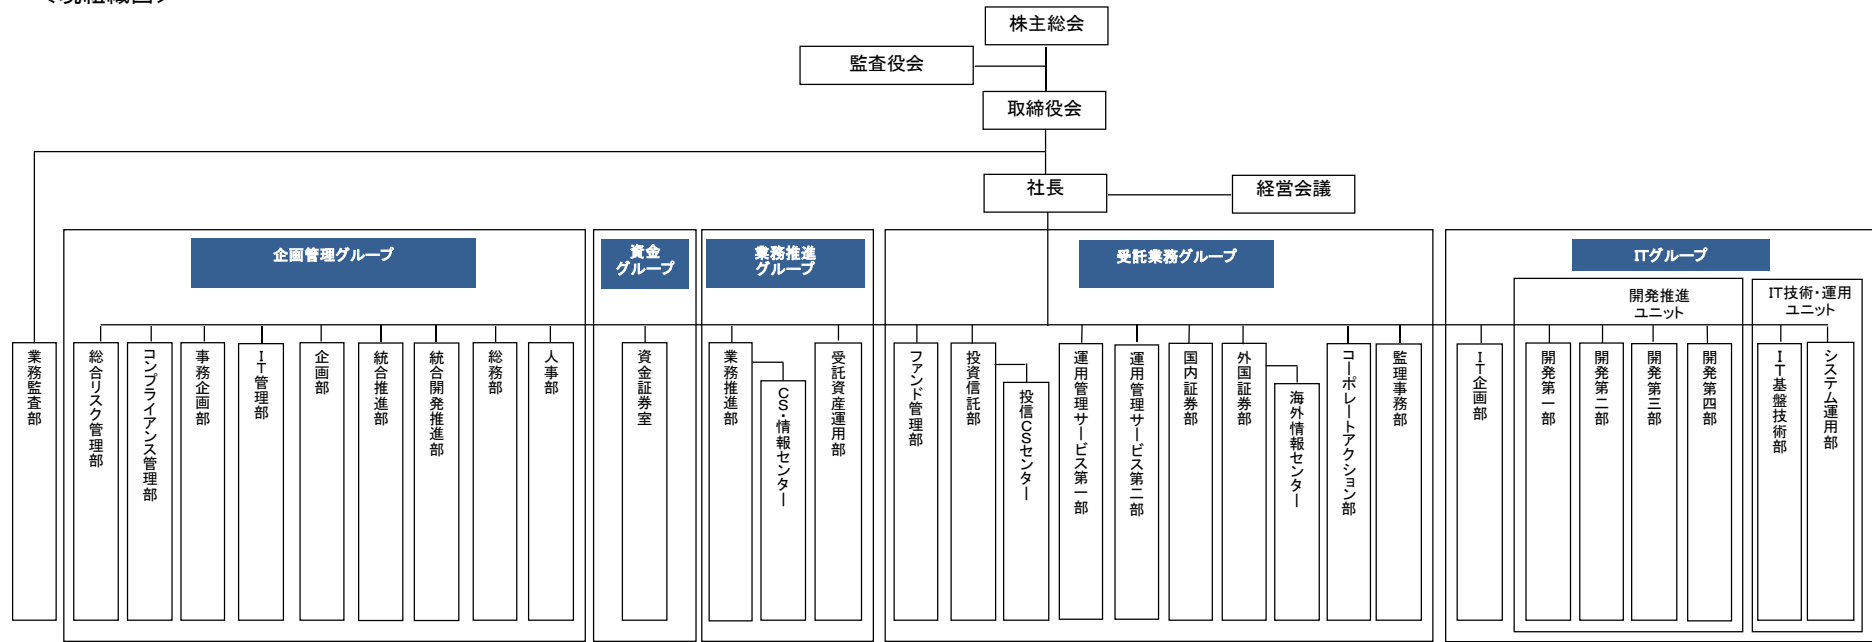 <現組織図>
株主総会
監査役会
取締役会
社長
経営会議
企画管理グループ
資金
グループ
業務推進
グループ
受託業務グループ
ITグループ
開発推進
ユニット
IT技術・運用
ユニット
業務監査部
総合リスク管理部
コンプライアンス管理部
事務企画部
IT管理部
企画部
統合推進部
統合開発推進部
総務部
人事部
資金証券室
業務推進部
CS・情報センター
受託資産運用部
ファンド管理部
投資信託部
投信CSセンター
運用管理サービス第一部
運用管理サービス第二部
国内証券部
外国証券部
海外情報センター
コーポレートアクション部
監理事務部
IT企画部
開発第一部
開発第二部
開発第三部
開発第四部
IT基盤技術部
システム運用部